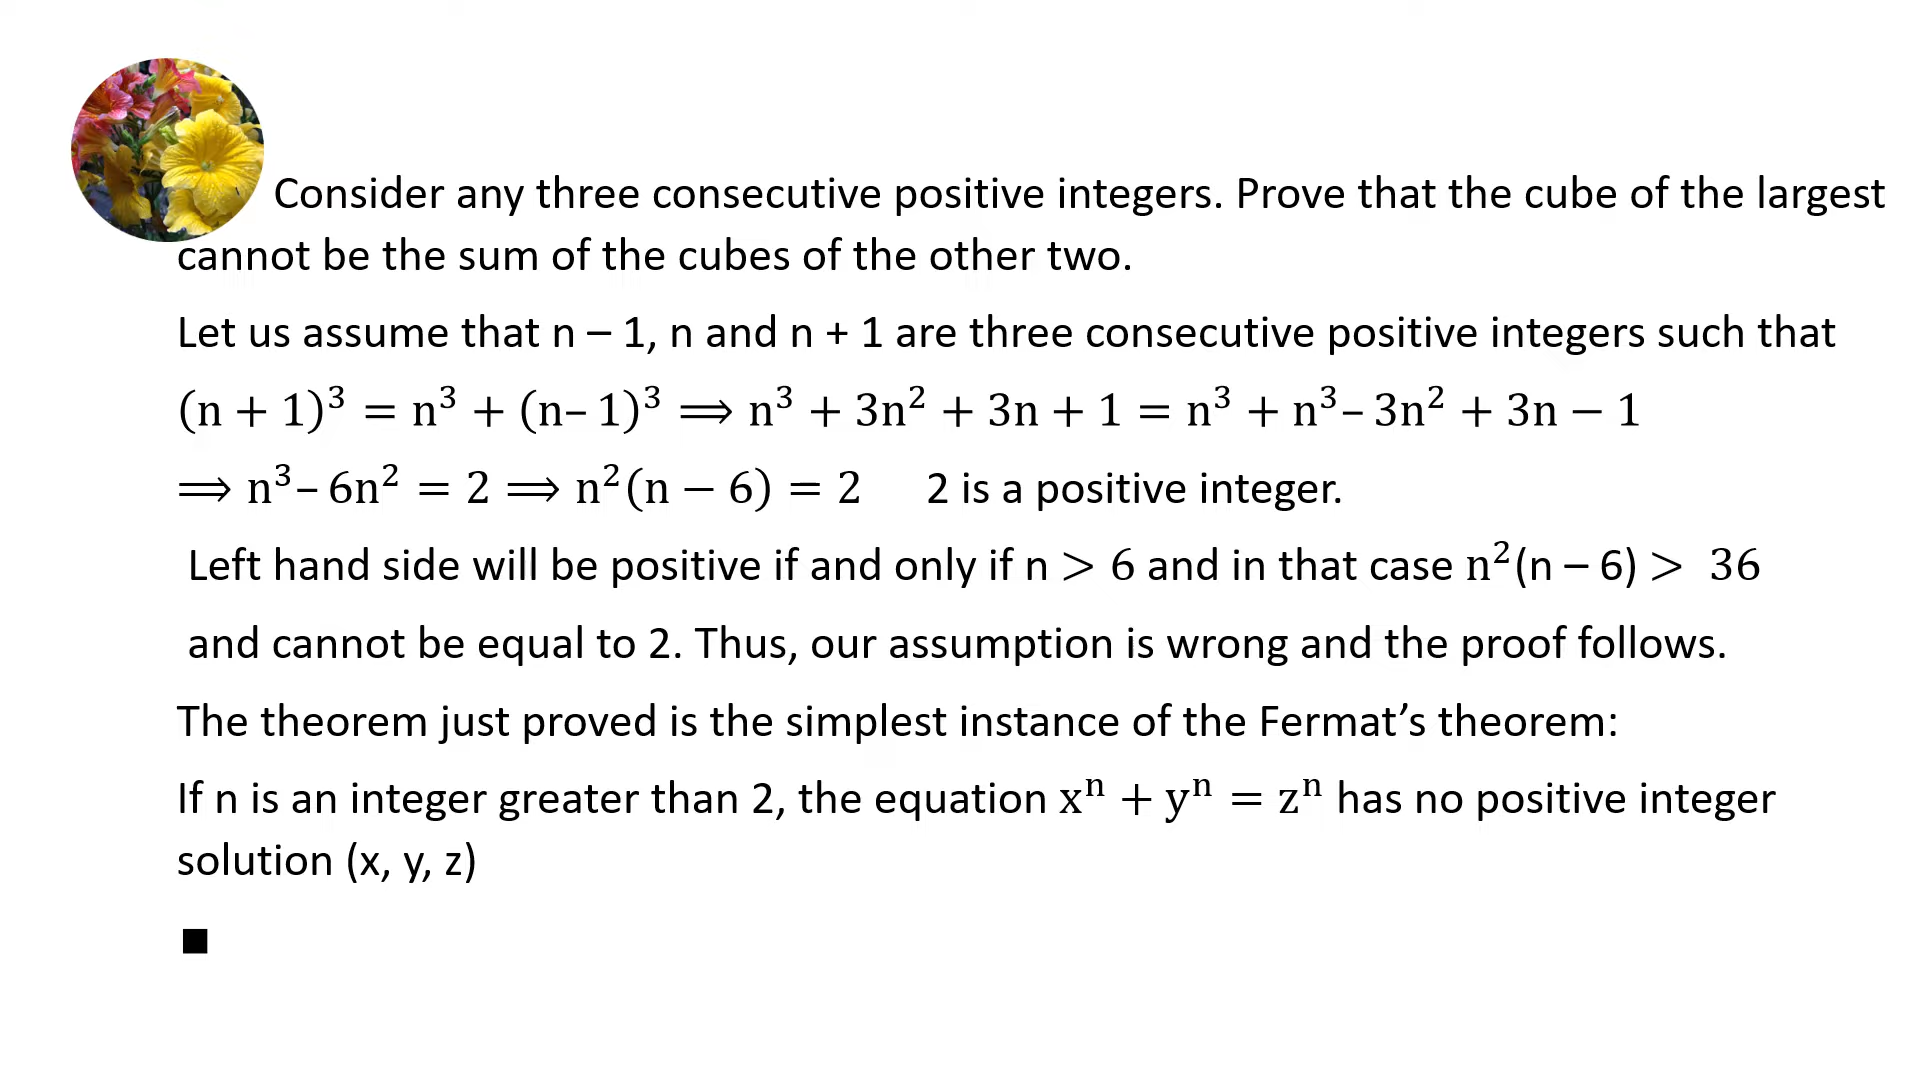 Consider any three consecutive positive integers. Prove that the cube of the largest
cannot be the sum of the cubes of the other two.
Let us assume that n – 1, n and n + 1 are three consecutive positive integers such that
(n + 1)³ = n³ + (n– 1)³ ⟹ n³ + 3n² + 3n + 1 = n³ + n³– 3n² + 3n − 1
⟹ n³– 6n² = 2 ⟹ n²(n − 6) = 2 2 is a positive integer.
Left hand side will be positive if and only if n > 6 and in that case n²(n – 6) > 36
and cannot be equal to 2. Thus, our assumption is wrong and the proof follows.
The theorem just proved is the simplest instance of the Fermat’s theorem:
If n is an integer greater than 2, the equation xⁿ + yⁿ = zⁿ has no positive integer
solution (x, y, z)
■